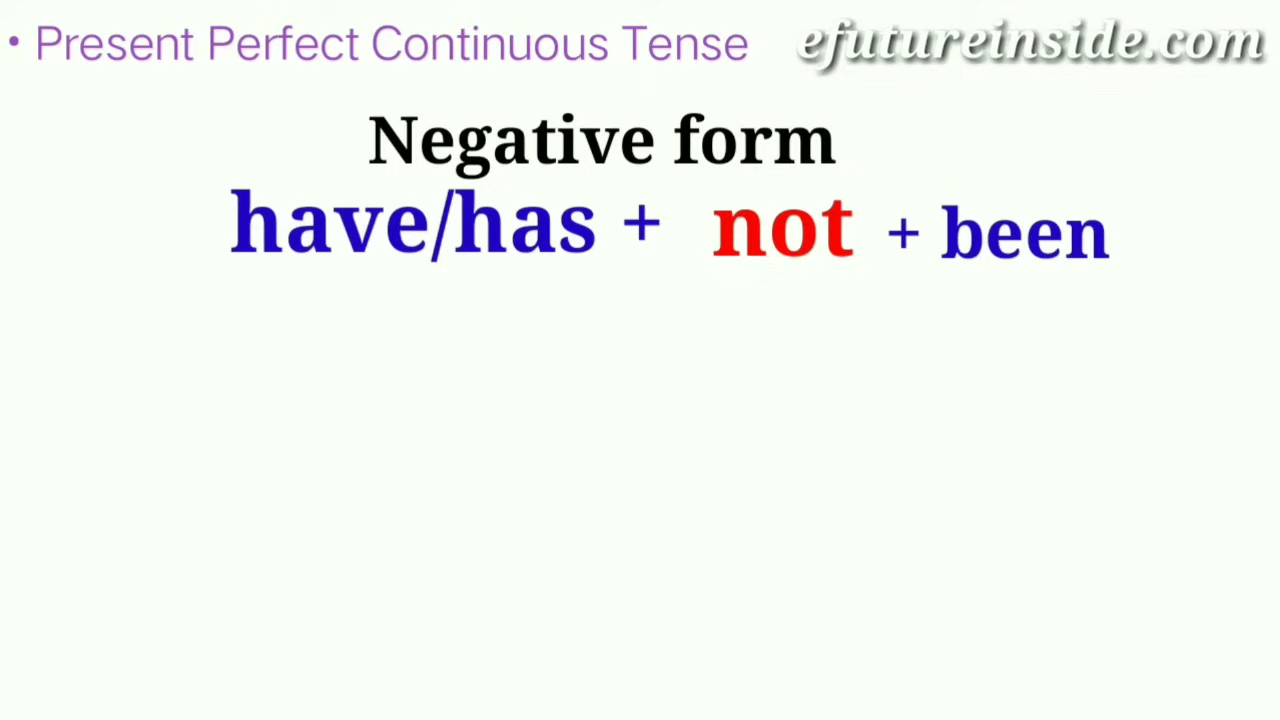 • Present Perfect Continuous Tense
efutureinside.com
Negative form
have/has + not + been